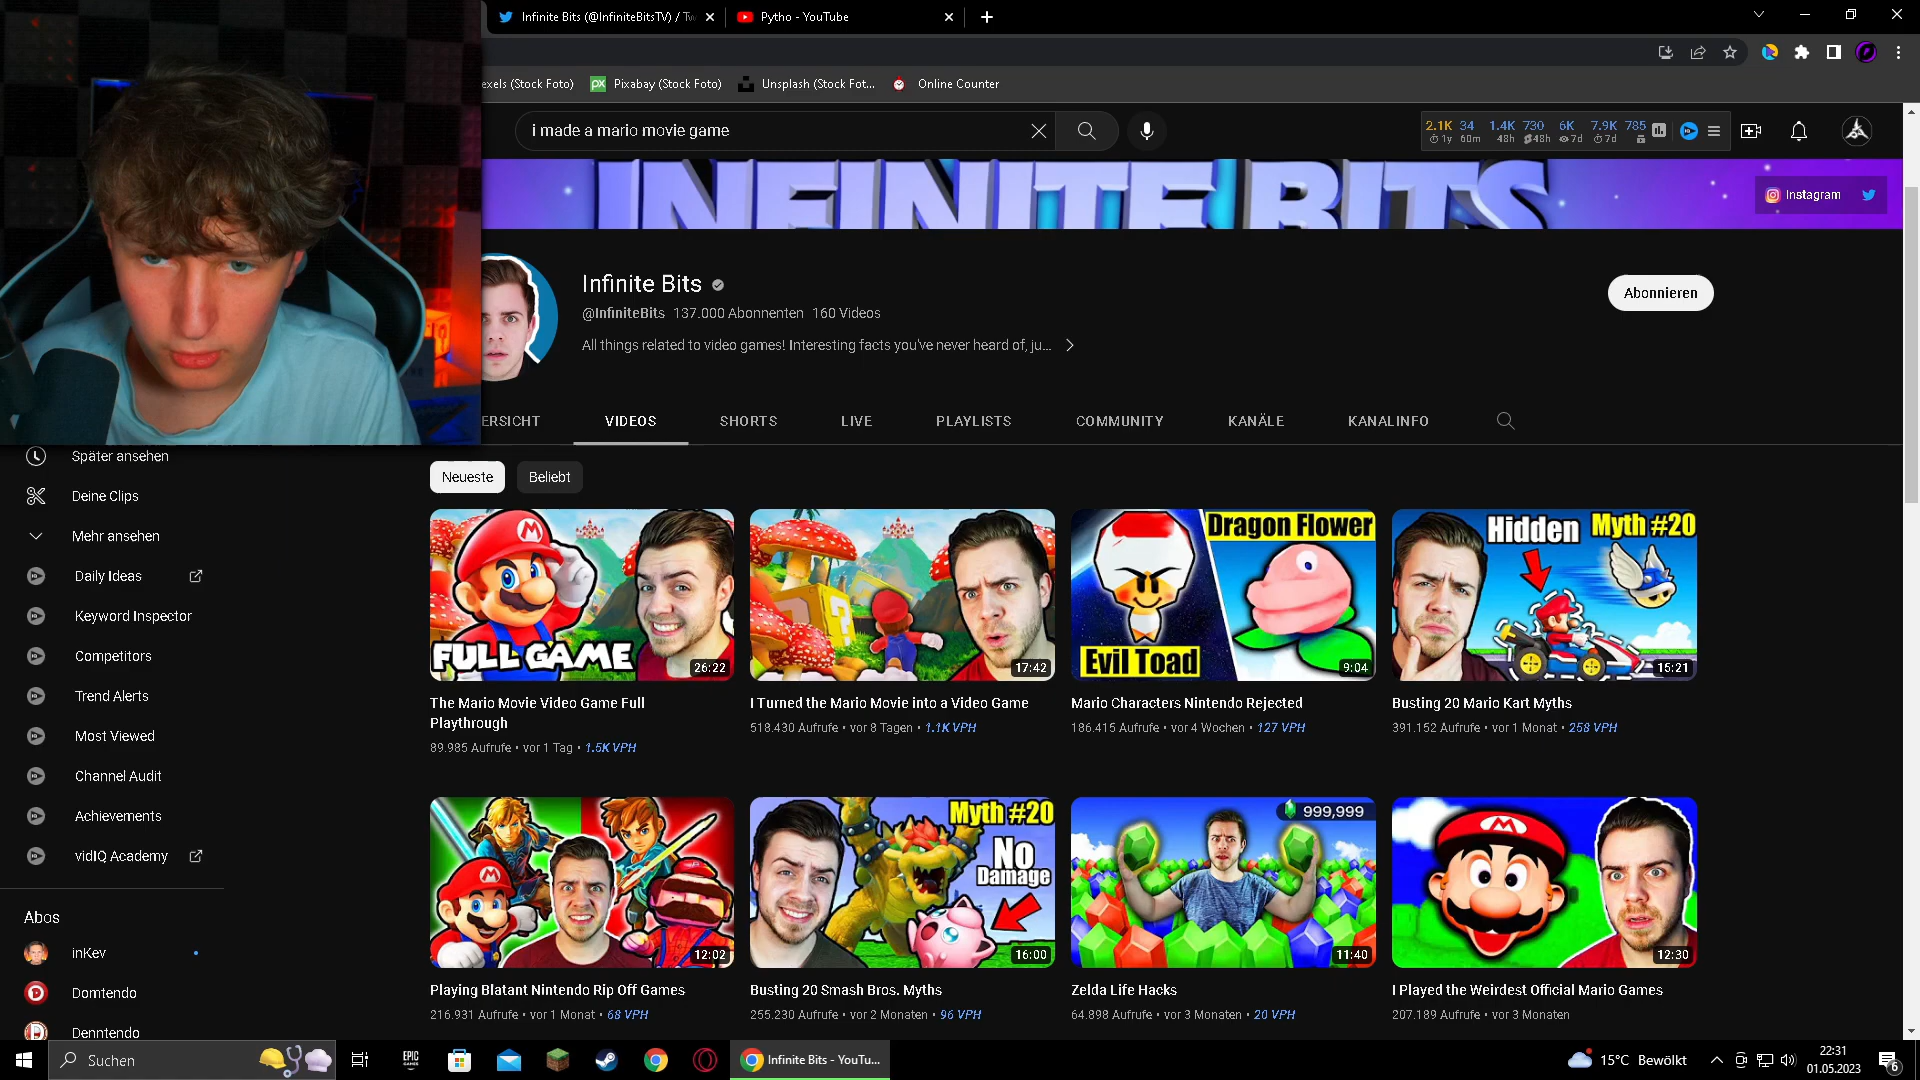 Infinite Bits (@InfiniteBitsTV) / Tw
Pytho - YouTube
exels (Stock Foto)
Pixabay (Stock Foto)
Unsplash (Stock Fot...
Online Counter
i made a mario movie game
2.1K 34 1.4K 730 6K 7.9K 785
1y 60m 48h 48h 7d 7d
INFINITE BITS
Instagram
Infinite Bits
@InfiniteBits 137.000 Abonnenten 160 Videos
All things related to video games! Interesting facts you've never heard of, ju...
Abonnieren
ERSICHT
VIDEOS
SHORTS
LIVE
PLAYLISTS
COMMUNITY
KANÄLE
KANALINFO
Später ansehen
Deine Clips
Mehr ansehen
Daily Ideas
Keyword Inspector
Competitors
Trend Alerts
Most Viewed
Channel Audit
Achievements
vidIQ Academy
Abos
inKev
Domtendo
Denntendo
Neueste
Beliebt
M
FULL GAME
26:22
?
17:42
Dragon Flower
Evil Toad
9:04
Hidden
Myth #20
15:21
The Mario Movie Video Game Full
Playthrough
89.985 Aufrufe • vor 1 Tag • 1.5K VPH
I Turned the Mario Movie into a Video Game
518.430 Aufrufe • vor 8 Tagen • 1.1K VPH
Mario Characters Nintendo Rejected
186.415 Aufrufe • vor 4 Wochen • 127 VPH
Busting 20 Mario Kart Myths
391.152 Aufrufe • vor 1 Monat • 258 VPH
M
12:02
Myth #20
No
Damage
16:00
999,999
11:40
M
12:30
Playing Blatant Nintendo Rip Off Games
216.931 Aufrufe • vor 1 Monat • 68 VPH
Busting 20 Smash Bros. Myths
255.230 Aufrufe • vor 2 Monaten • 96 VPH
Zelda Life Hacks
64.898 Aufrufe • vor 3 Monaten • 20 VPH
I Played the Weirdest Official Mario Games
207.189 Aufrufe • vor 3 Monaten
Suchen
EPIC
GAMES
Infinite Bits - YouTu...
15°C Bewölkt
22:31
01.05.2023
6